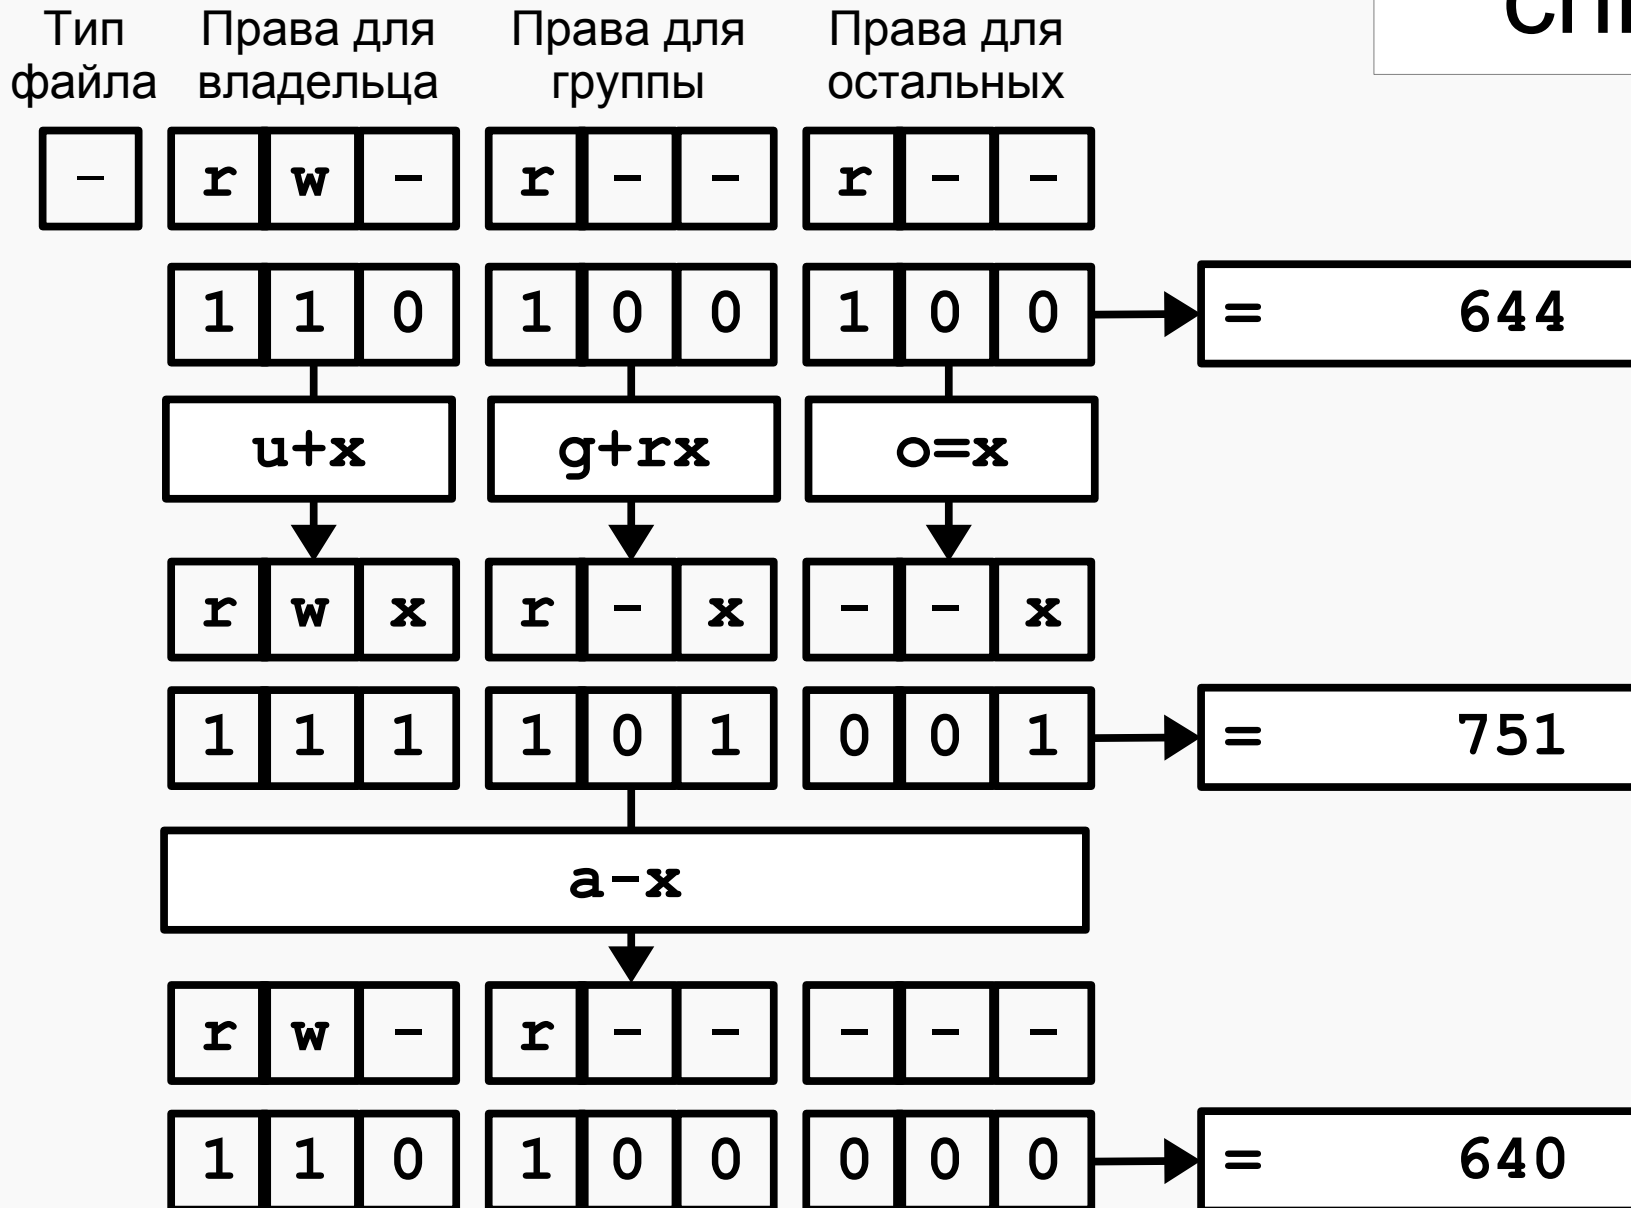 Тип файла
Права для владельца
Права для группы
Права для остальных
- r w - r - - r - -
1 1 0 1 0 0 1 0 0 = 644
u+x g+rx o=x
r w x r - x - - x
1 1 1 1 0 1 0 0 1 = 751
a-x
r w - r - - - - -
1 1 0 1 0 0 0 0 0 = 640